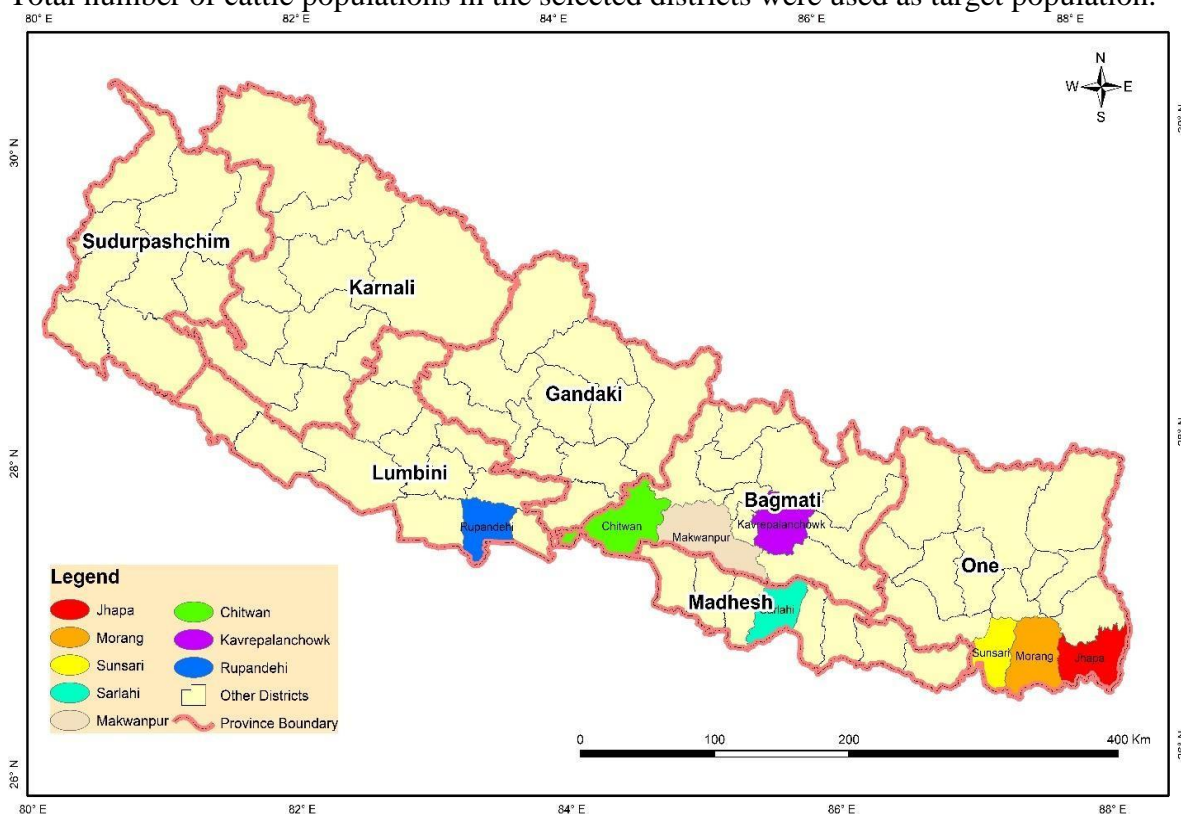 Total number of cattle populations in the selected districts were used as target population.
80° E 82° E 84° E 86° E 88° E
N
W E
S
30° N
28° N
26° N
Sudurpashchim
Karnali
Gandaki
Lumbini
Bagmati
Rupandehi
Chitwan
Makwanpur
Kavrepalanchowk
One
Madhesh
Sarlahi
Sunsari
Morang
Jhapa
Legend
Jhapa
Morang
Sunsari
Sarlahi
Makwanpur
Chitwan
Kavrepalanchowk
Rupandehi
Other Districts
Province Boundary
0 100 200 400 Km
28° N
80° E 82° E 84° E 86° E 88° E